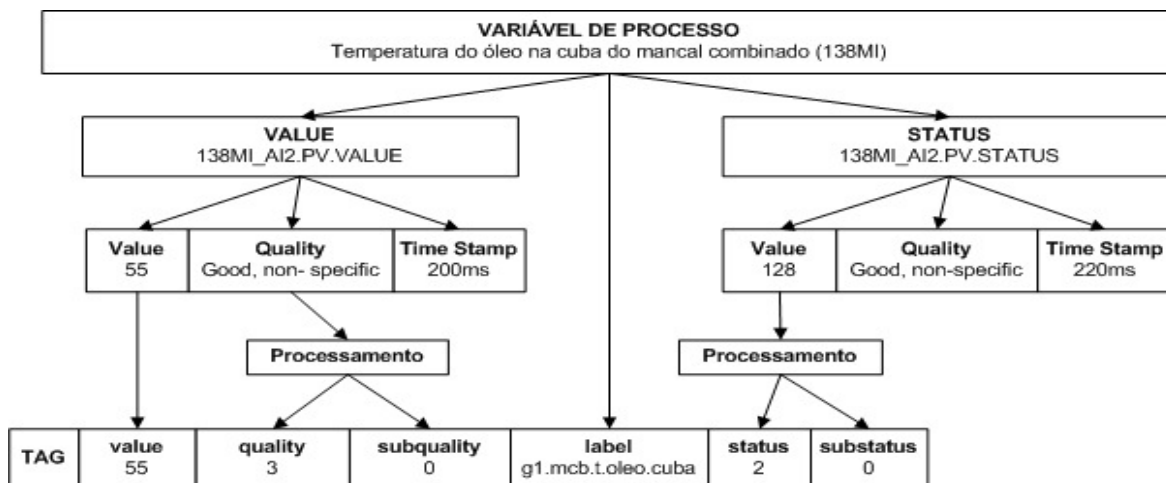 VARIÁVEL DE PROCESSO
Temperatura do óleo na cuba do mancal combinado (138MI)
VALUE
138MI_AI2.PV.VALUE
STATUS
138MI_AI2.PV.STATUS
Value
55
Quality
Good, non- specific
Time Stamp
200ms
Value
128
Quality
Good, non-specific
Time Stamp
220ms
Processamento
Processamento
TAG
value
55
quality
3
subquality
0
label
g1.mcb.t.oleo.cuba
status
2
substatus
0